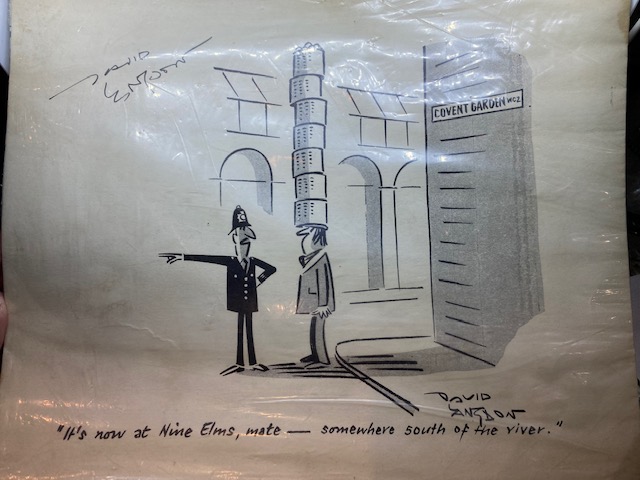 DAVID
LANGDON
COVENT GARDEN WC2
DAVID
LANGDON
"It's now at Nine Elms, mate — somewhere south of the river."